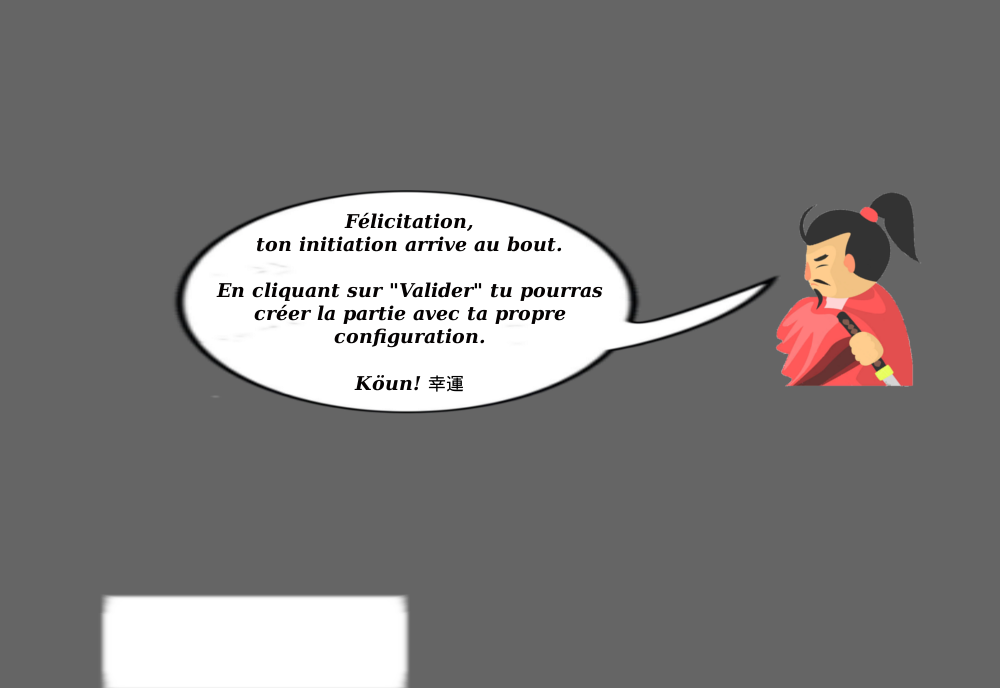 Félicitation,
ton initiation arrive au bout.
En cliquant sur "Valider" tu pourras
créer la partie avec ta propre
configuration.
Köun! 幸運